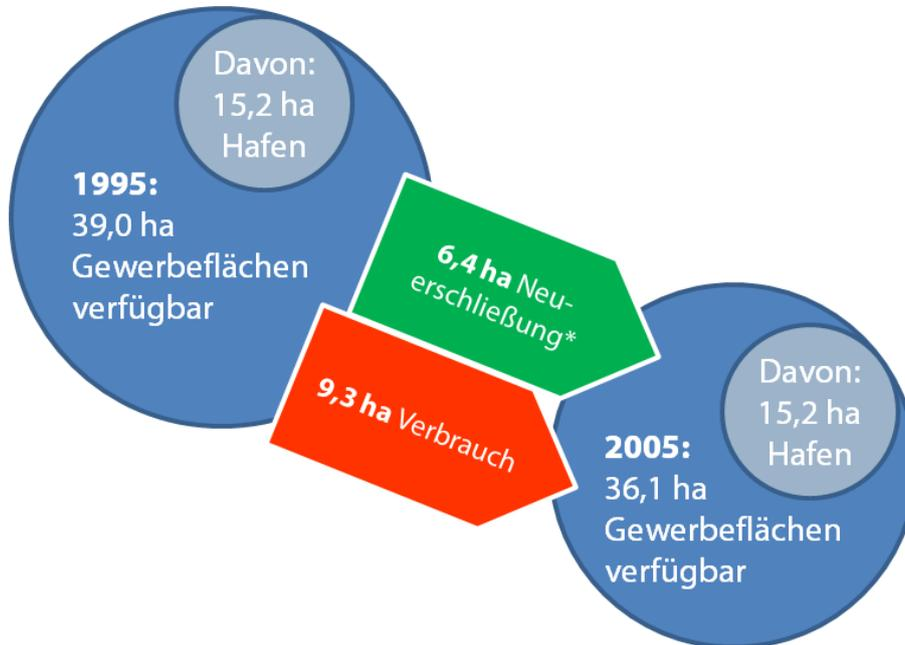 Davon:
15,2 ha
Hafen
1995:
39,0 ha
Gewerbeflächen
verfügbar
6,4 ha Neu-
erschließung*
9,3 ha Verbrauch
Davon:
15,2 ha
Hafen
2005:
36,1 ha
Gewerbeflächen
verfügbar